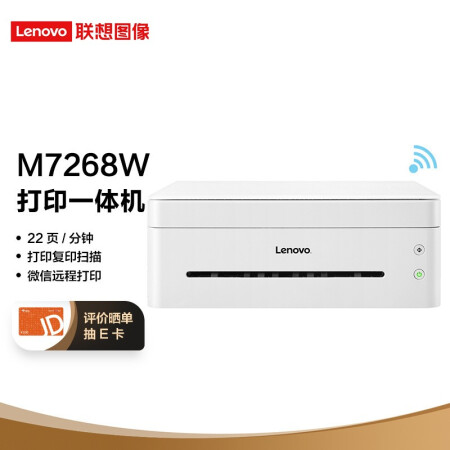 Lenovo 联想图像
M7268W
打印一体机
• 22 页 / 分钟
• 打印复印扫描
• 微信远程打印
Lenovo
JD
评价晒单
抽 E 卡